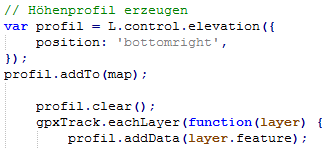 // Höhenprofil erzeugen
var profil = L.control.elevation({
    position: 'bottomright',
});
profil.addTo(map);
    profil.clear();
    gpxTrack.eachLayer(function(layer) {
        profil.addData(layer.feature);